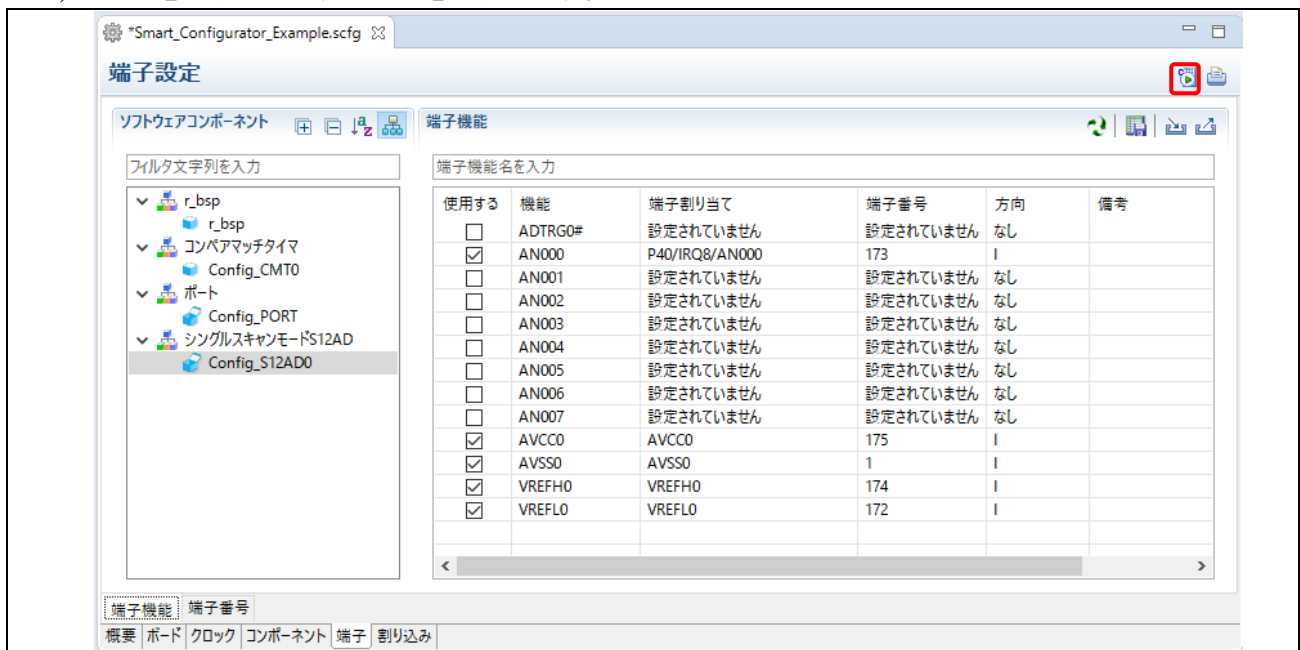 *Smart_Configurator_Example.scfg
端子設定
ソフトウェアコンポーネント
端子機能
フィルタ文字列を入力
端子機能名を入力
r_bsp
r_bsp
コンペアマッチタイマ
Config_CMT0
ポート
Config_PORT
シングルスキャンモードS12AD
Config_S12AD0
使用する 機能 端子割り当て 端子番号 方向 備考
ADTRG0# 設定されていません 設定されていません なし
AN000 P40/IRQ8/AN000 173 I
AN001 設定されていません 設定されていません なし
AN002 設定されていません 設定されていません なし
AN003 設定されていません 設定されていません なし
AN004 設定されていません 設定されていません なし
AN005 設定されていません 設定されていません なし
AN006 設定されていません 設定されていません なし
AN007 設定されていません 設定されていません なし
AVCC0 AVCC0 175 I
AVSS0 AVSS0 1 I
VREFH0 VREFH0 174 I
VREFL0 VREFL0 172 I
端子機能 端子番号
概要 ボード クロック コンポーネント 端子 割り込み